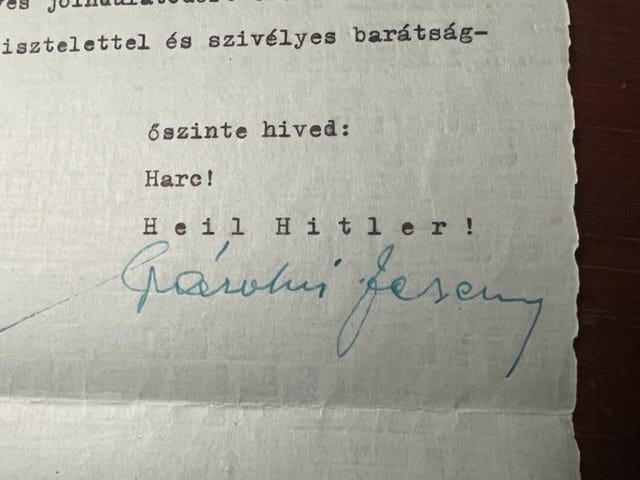 isztelettel és szivélyes barátság-
őszinte hived:
Harc!
Heil Hitler!